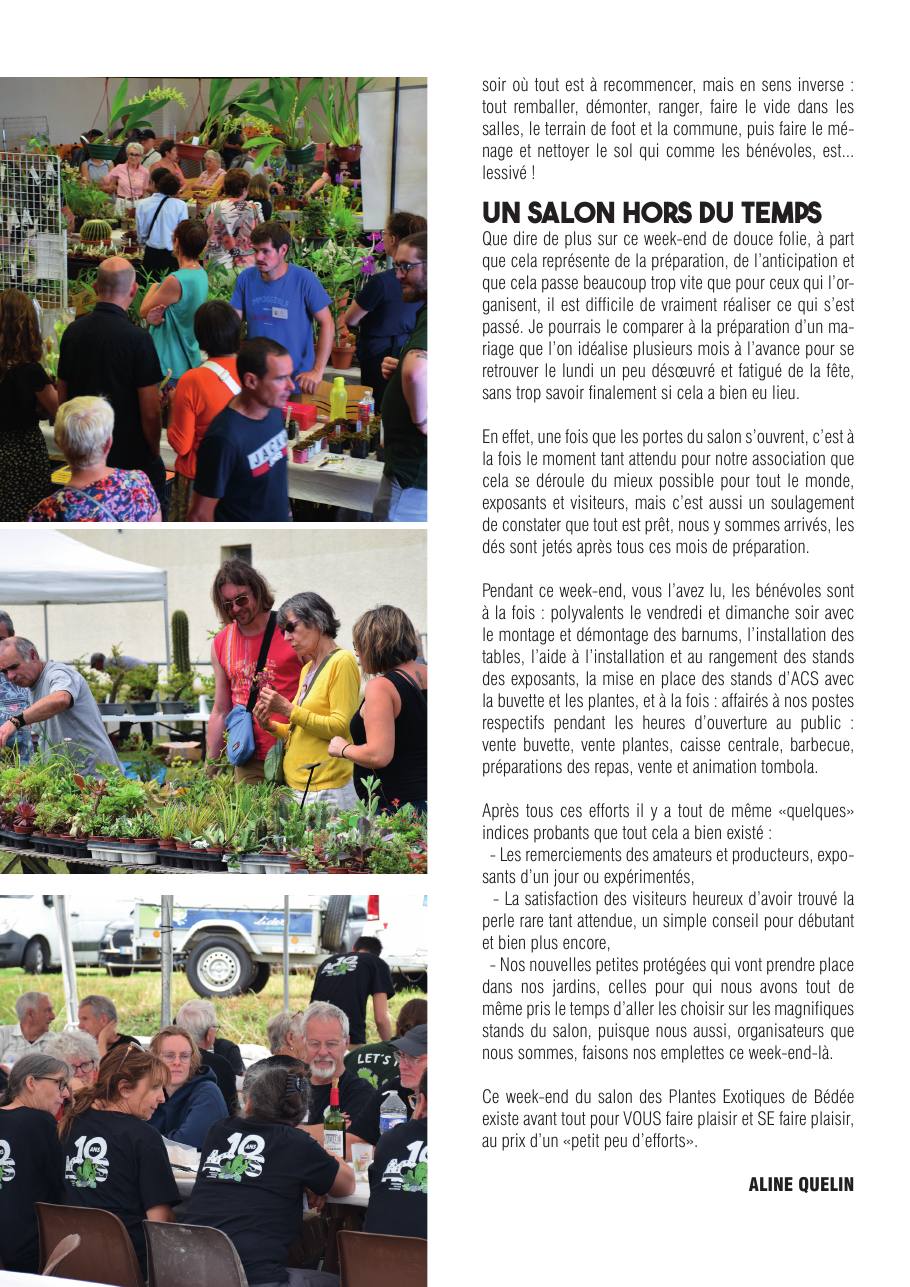 soir où tout est à recommencer, mais en sens inverse :
tout remballer, démonter, ranger, faire le vide dans les
salles, le terrain de foot et la commune, puis faire le mé-
nage et nettoyer le sol qui comme les bénévoles, est...
lessivé !
UN SALON HORS DU TEMPS
Que dire de plus sur ce week-end de douce folie, à part
que cela représente de la préparation, de l’anticipation et
que cela passe beaucoup trop vite que pour ceux qui l’or-
ganisent, il est difficile de vraiment réaliser ce qui s’est
passé. Je pourrais le comparer à la préparation d’un ma-
riage que l’on idéalise plusieurs mois à l’avance pour se
retrouver le lundi un peu désœuvré et fatigué de la fête,
sans trop savoir finalement si cela a bien eu lieu.
En effet, une fois que les portes du salon s’ouvrent, c’est à
la fois le moment tant attendu pour notre association que
cela se déroule du mieux possible pour tout le monde,
exposants et visiteurs, mais c’est aussi un soulagement
de constater que tout est prêt, nous y sommes arrivés, les
dés sont jetés après tous ces mois de préparation.
Pendant ce week-end, vous l’avez lu, les bénévoles sont
à la fois : polyvalents le vendredi et dimanche soir avec
le montage et démontage des barnums, l’installation des
tables, l’aide à l’installation et au rangement des stands
des exposants, la mise en place des stands d’ACS avec
la buvette et les plantes, et à la fois : affairés à nos postes
respectifs pendant les heures d’ouverture au public :
vente buvette, vente plantes, caisse centrale, barbecue,
préparations des repas, vente et animation tombola.
Après tous ces efforts il y a tout de même «quelques»
indices probants que tout cela a bien existé :
- Les remerciements des amateurs et producteurs, expo-
sants d’un jour ou expérimentés,
- La satisfaction des visiteurs heureux d’avoir trouvé la
perle rare tant attendue, un simple conseil pour débutant
et bien plus encore,
- Nos nouvelles petites protégées qui vont prendre place
dans nos jardins, celles pour qui nous avons tout de
même pris le temps d’aller les choisir sur les magnifiques
stands du salon, puisque nous aussi, organisateurs que
nous sommes, faisons nos emplettes ce week-end-là.
Ce week-end du salon des Plantes Exotiques de Bédée
existe avant tout pour VOUS faire plaisir et SE faire plaisir,
au prix d’un «petit peu d’efforts».
ALINE QUELIN
lider
LET'S
10 ANS
10 ANS
10